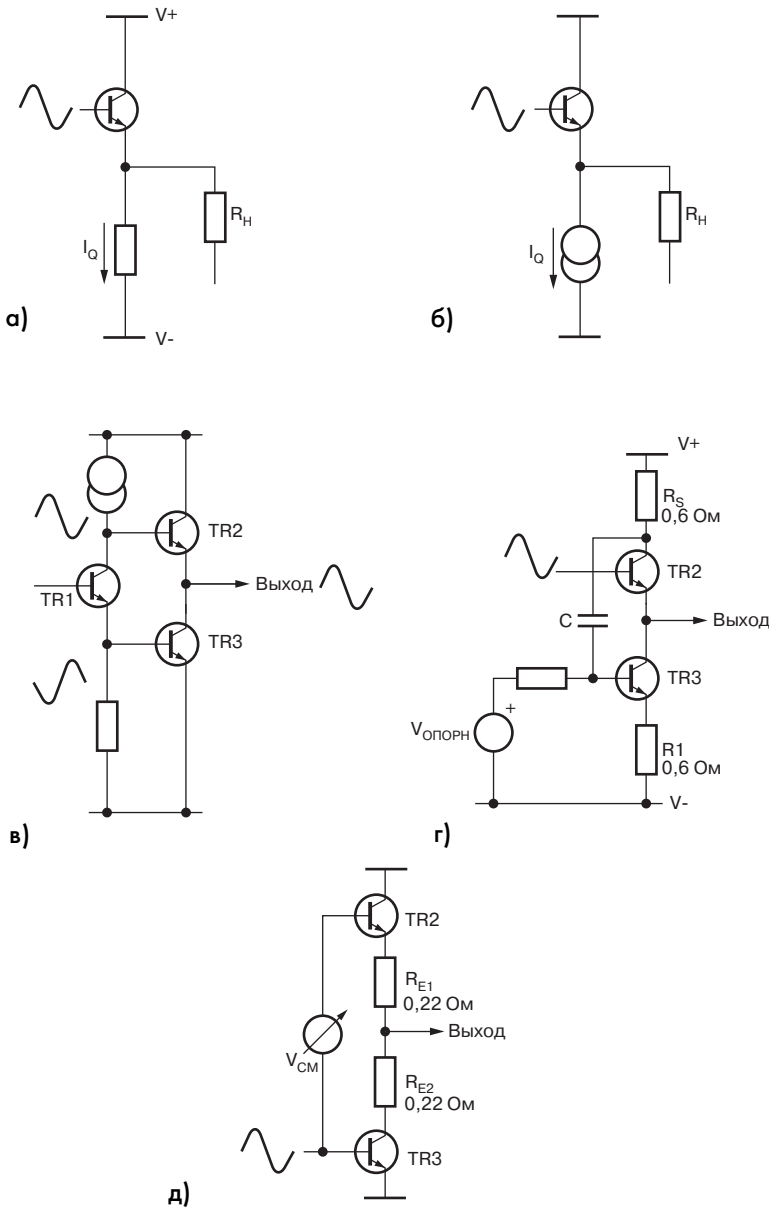 V+
R_H
I_Q
V-
а)
R_H
I_Q
б)
TR2
TR1
Выход
TR3
в)
V+
R_S
0,6 Ом
TR2
C
Выход
TR3
+
V_ОПОРН
R1
0,6 Ом
V-
г)
TR2
R_E1
0,22 Ом
Выход
V_СМ
R_E2
0,22 Ом
TR3
д)